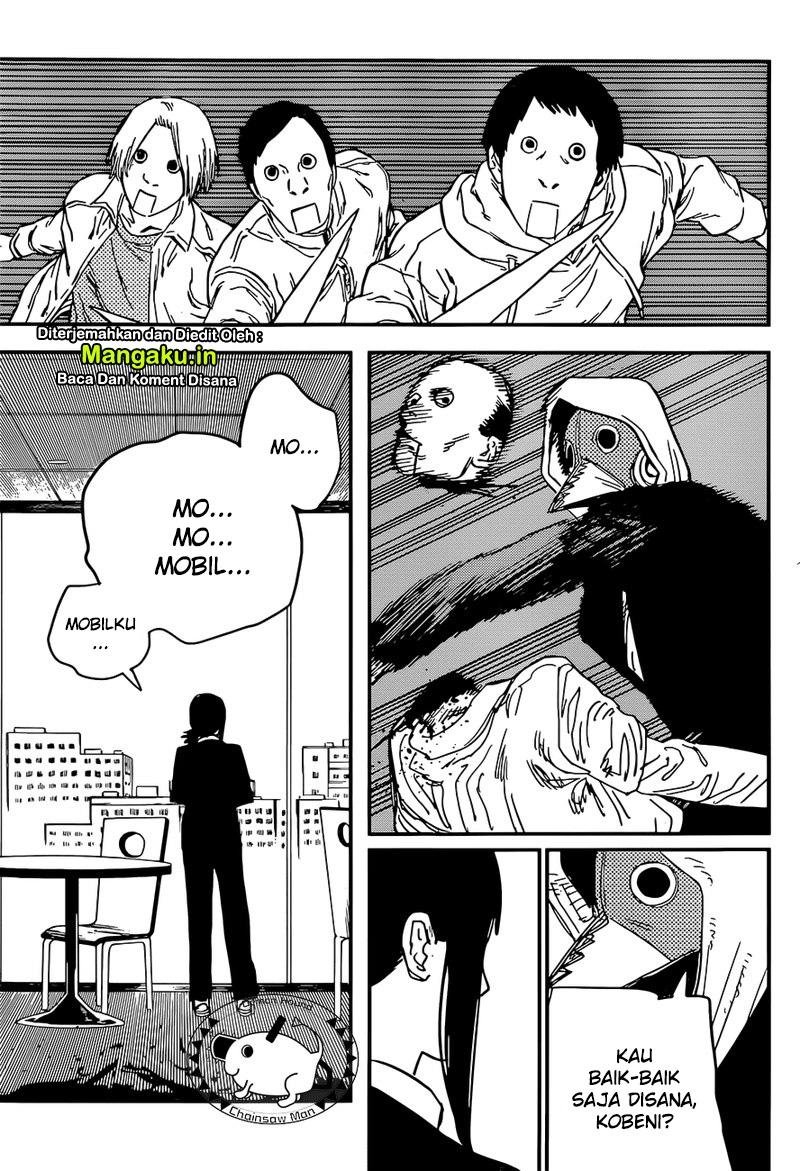 Diterjemahkan dan Diedit Oleh :
Mangaku.in
Baca Dan Koment Disana
KAU
BAIK-BAIK
SAJA DISANA,
KOBENI?
MO...
MO...
MO...
MOBIL...
MOBILKU
...
Chainsaw Man